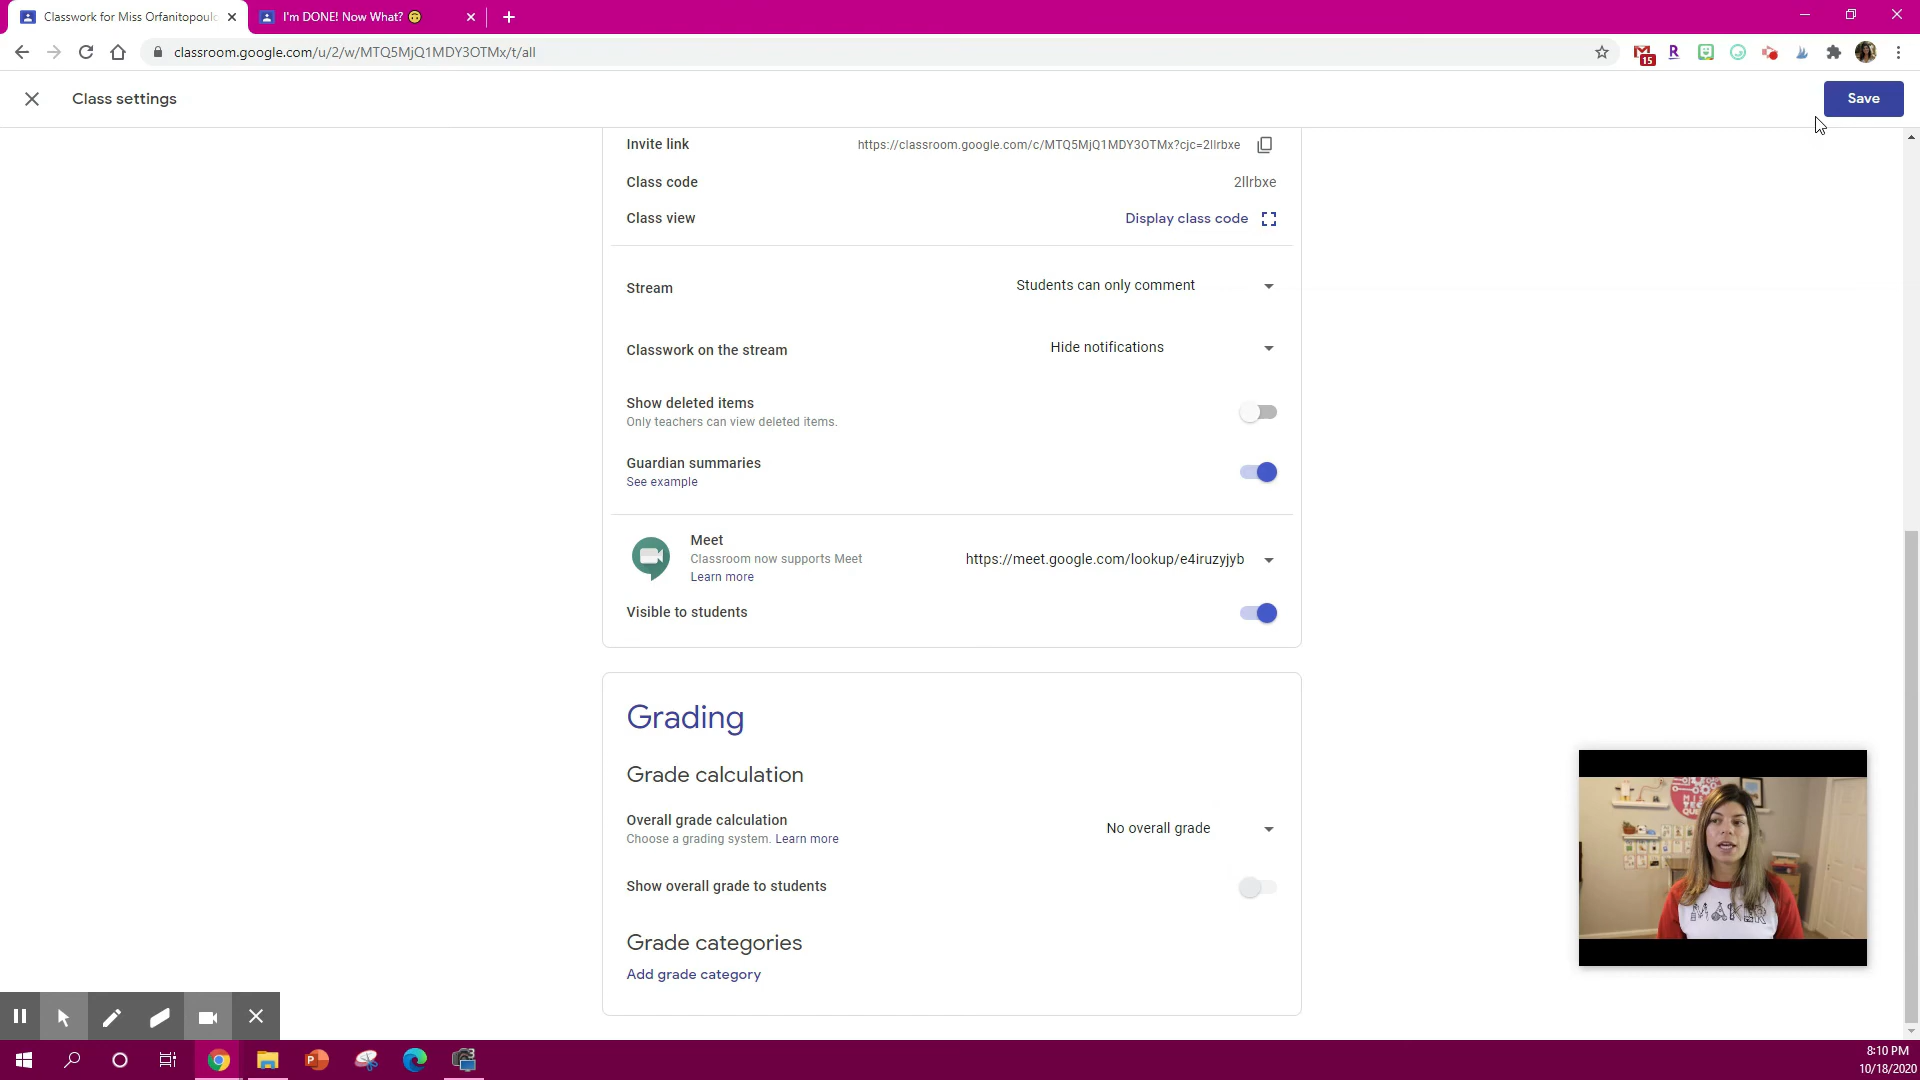 Classwork for Miss Orfanitopoulo
I'm DONE! Now What? 🙃
classroom.google.com/u/2/w/MTQ5MjQ1MDY3OTMx/t/all
15
R
Class settings
Save
Invite link
https://classroom.google.com/c/MTQ5MjQ1MDY3OTMx?cjc=2llrbxe
Class code
2llrbxe
Class view
Display class code
Stream
Students can only comment
Classwork on the stream
Hide notifications
Show deleted items
Only teachers can view deleted items.
Guardian summaries
See example
Meet
Classroom now supports Meet
https://meet.google.com/lookup/e4iruzyjyb
Learn more
Visible to students
Grading
Grade calculation
Overall grade calculation
No overall grade
Choose a grading system. Learn more
Show overall grade to students
Grade categories
Add grade category
MAKER
8:10 PM
10/18/2020